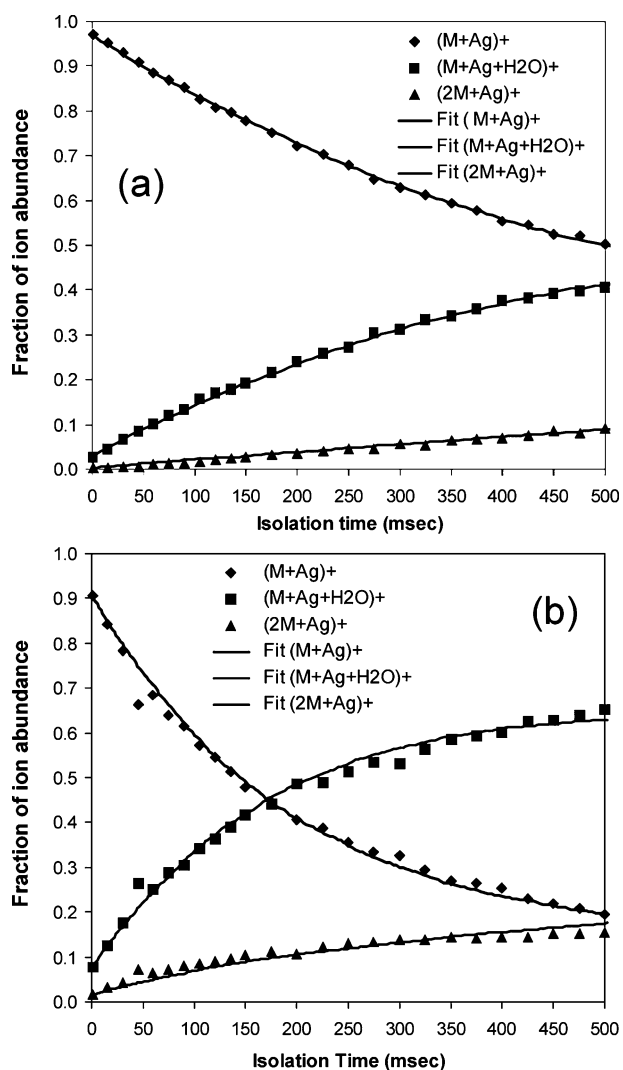 1.0
(M+Ag)+
0.9
(M+Ag+H2O)+
0.8
(2M+Ag)+
Fit ( M+Ag)+
0.7
Fit (M+Ag+H2O)+
0.6
Fit (2M+Ag)+
(a)
0.5
0.4
0.3
0.2
0.1
0.0
Fraction of ion abundance
0 50 100 150 200 250 300 350 400 450 500
Isolation time (msec)
1.0
(M+Ag)+
0.9
(M+Ag+H2O)+
(b)
0.8
(2M+Ag)+
Fit (M+Ag)+
0.7
Fit (M+Ag+H2O)+
Fit (2M+Ag)+
0.6
0.5
0.4
0.3
0.2
0.1
0.0
Fraction of ion abundance
0 50 100 150 200 250 300 350 400 450 500
Isolation Time (msec)